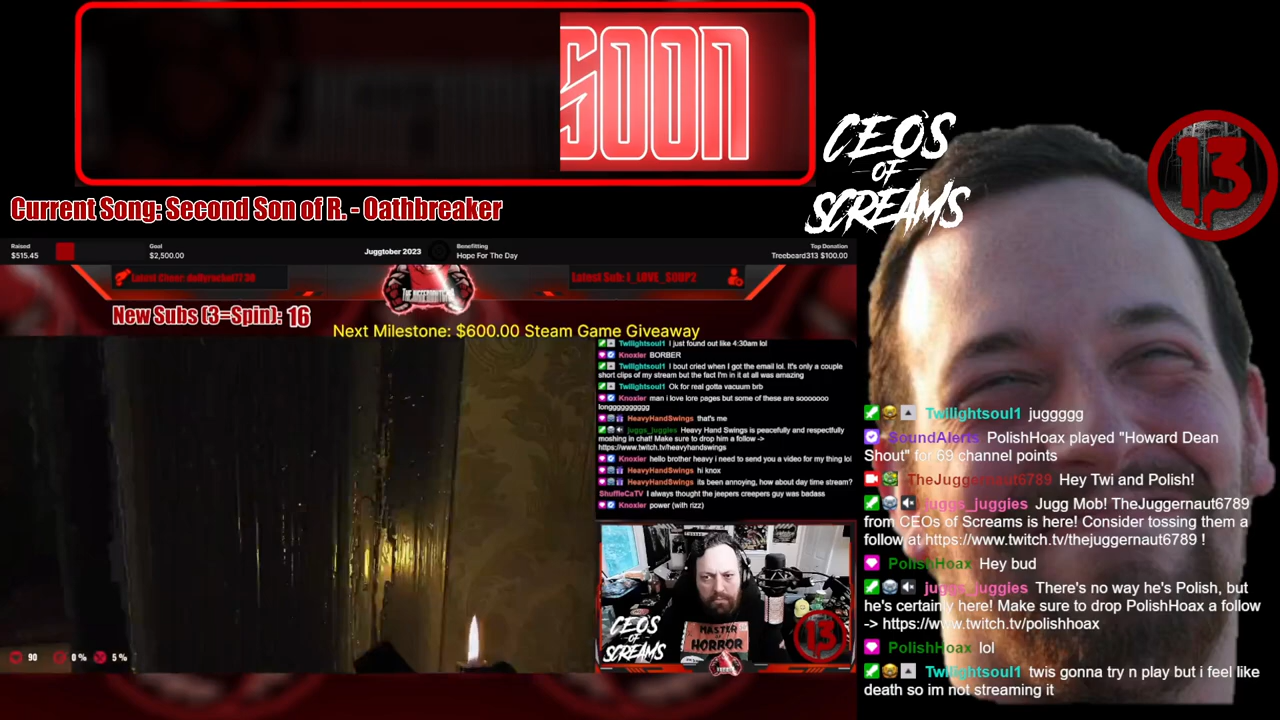 SOON
CEO'S
OF
SCREAMS
13
Current Song: Second Son of R. - Oathbreaker
Raised
$515.45
Goal
$2,500.00
Juggtober 2023
Benefitting
Hope For The Day
Top Donation
Treebeard313 $100.00
Latest Sub: I_LOVE_SOUP2
New Subs (3=Spin): 16
Next Milestone: $600.00 Steam Game Giveaway
Twilightsoul1 I just found out like 4:30am lol
Knoxler BORBER
Twilightsoul1 I bout cried when I got the email lol. It's only a couple
short clips of my stream but the fact I'm in it at all was amazing
Twilightsoul1 Ok for real gotta vacuum brb
Knoxler man i love lore pages but some of these are sooooooo
longgggggggggg
HeavyHandSwings that's me
juggs_juggies Heavy Hand Swings is peacefully and respectfully
moshing in chat! Make sure to drop him a follow ->
https://www.twitch.tv/heavyhandswings
Knoxler hello brother heavy i need to send you a video for my thing lol
HeavyHandSwings hi knox
HeavyHandSwings its been annoying, how about day time stream?
ShuffleCaTV I always thought the jeepers creepers guy was badass
Knoxler power (with rizz)
90
0 %
5 %
CEO'S
OF
SCREAMS
MASTER
OF
HORROR
13
Twilightsoul1 juggggg
SoundAlerts PolishHoax played "Howard Dean
Shout" for 69 channel points
TheJuggernaut6789 Hey Twi and Polish!
juggs_juggies Jugg Mob! TheJuggernaut6789
from CEOs of Screams is here! Consider tossing them a
follow at https://www.twitch.tv/thejuggernaut6789 !
PolishHoax Hey bud
juggs_juggies There's no way he's Polish, but
he's certainly here! Make sure to drop PolishHoax a follow
-> https://www.twitch.tv/polishhoax
PolishHoax lol
Twilightsoul1 twis gonna try n play but i feel like
death so im not streaming it